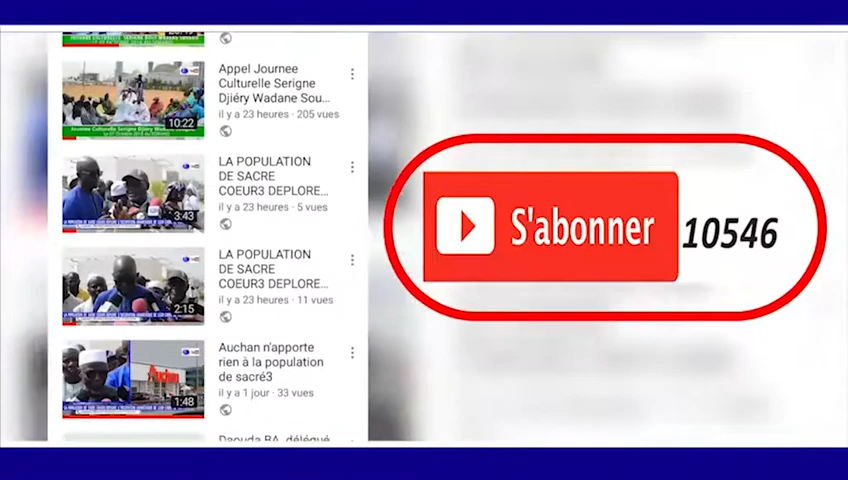 Appel Journee
Culturelle Serigne
Djiéry Wadane Sou...
il y a 23 heures · 205 vues
10:22
LA POPULATION
DE SACRE
COEUR3 DEPLORE...
il y a 23 heures · 5 vues
3:43
LA POPULATION
DE SACRE
COEUR3 DEPLORE...
il y a 23 heures · 11 vues
2:15
Auchan n'apporte
rien à la population
de sacré3
il y a 1 jour · 33 vues
Auchan
1:48
S'abonner 10546